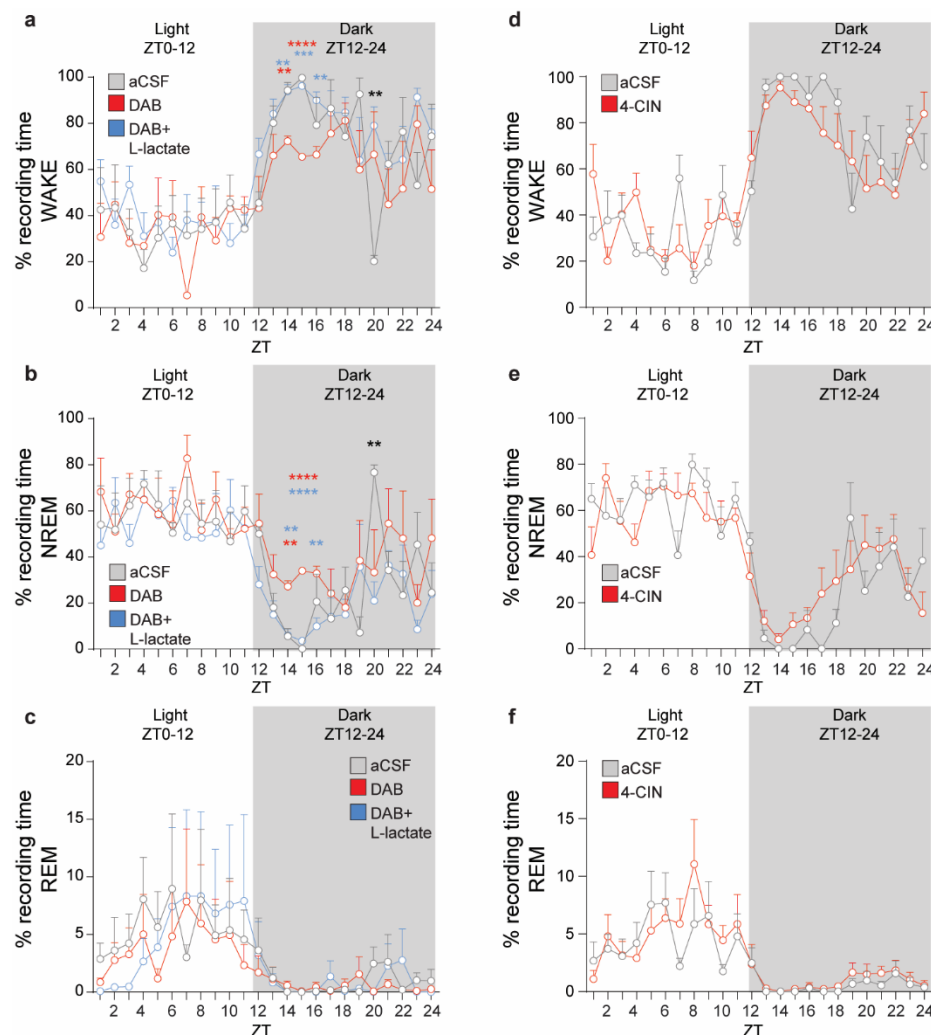 a
Light
ZT0-12
Dark
ZT12-24
****
***
**
**
**
**
aCSF
DAB
DAB+
L-lactate
% recording time
WAKE
100
80
60
40
20
0
2 4 6 8 10 12 14 16 18 20 22 24
ZT
d
Light
ZT0-12
Dark
ZT12-24
aCSF
4-CIN
% recording time
WAKE
100
80
60
40
20
0
2 4 6 8 10 12 14 16 18 20 22 24
ZT
b
Light
ZT0-12
Dark
ZT12-24
**
****
****
**
**
**
aCSF
DAB
DAB+
L-lactate
% recording time
NREM
100
80
60
40
20
0
2 4 6 8 10 12 14 16 18 20 22 24
ZT
e
Light
ZT0-12
Dark
ZT12-24
aCSF
4-CIN
% recording time
NREM
100
80
60
40
20
0
2 4 6 8 10 12 14 16 18 20 22 24
ZT
c
Light
ZT0-12
Dark
ZT12-24
aCSF
DAB
DAB+
L-lactate
% recording time
REM
20
15
10
5
0
2 4 6 8 10 12 14 16 18 20 22 24
ZT
f
Light
ZT0-12
Dark
ZT12-24
aCSF
4-CIN
% recording time
REM
20
15
10
5
0
2 4 6 8 10 12 14 16 18 20 22 24
ZT